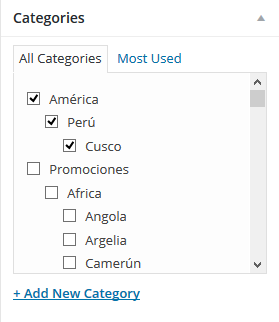 Categories
All Categories Most Used
América
Perú
Cusco
Promociones
Africa
Angola
Argelia
Camerún
+ Add New Category